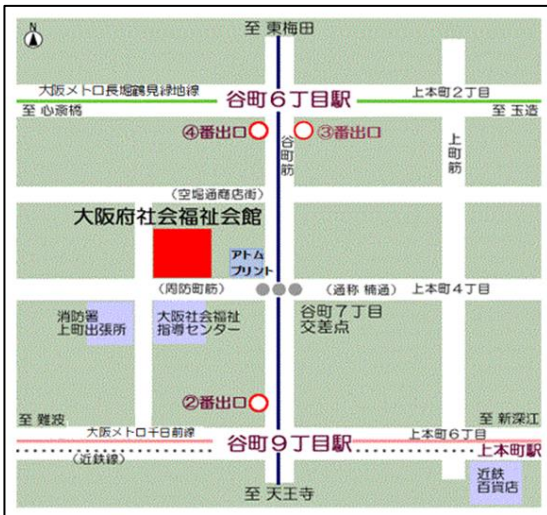 N
至 東梅田
大阪メトロ長堀鶴見緑地線
谷町6丁目駅
上本町2丁目
至 心斎橋
至 玉造
④番出口
③番出口
谷町筋
上町筋
(空堀通商店街)
大阪府社会福祉会館
アトム
プリント
(周防町筋)
(通称 楠通)
上本町4丁目
消防署
上町出張所
大阪社会福祉
指導センター
谷町7丁目
交差点
②番出口
至 難波
至 新深江
大阪メトロ千日前線
谷町9丁目駅
上本町6丁目
(近鉄線)
上本町駅
至 天王寺
近鉄
百貨店